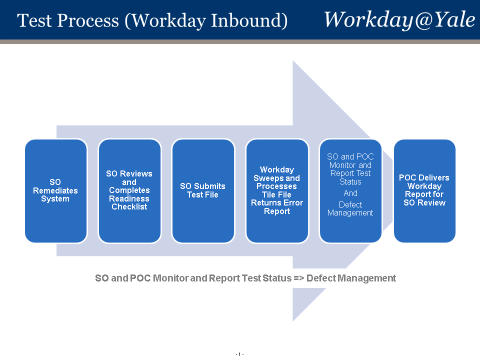 Test Process (Workday Inbound)
Workday@Yale
SO
Remediates
System
SO Reviews
and
Completes
Readiness
Checklist
SO Submits
Test File
Workday
Sweeps and
Processes
Tile File
Returns Error
Report
SO and POC
Monitor and
Report Test
Status
And
Defect
Management
POC Delivers
Workday
Report for
SO Review
SO and POC Monitor and Report Test Status => Defect Management